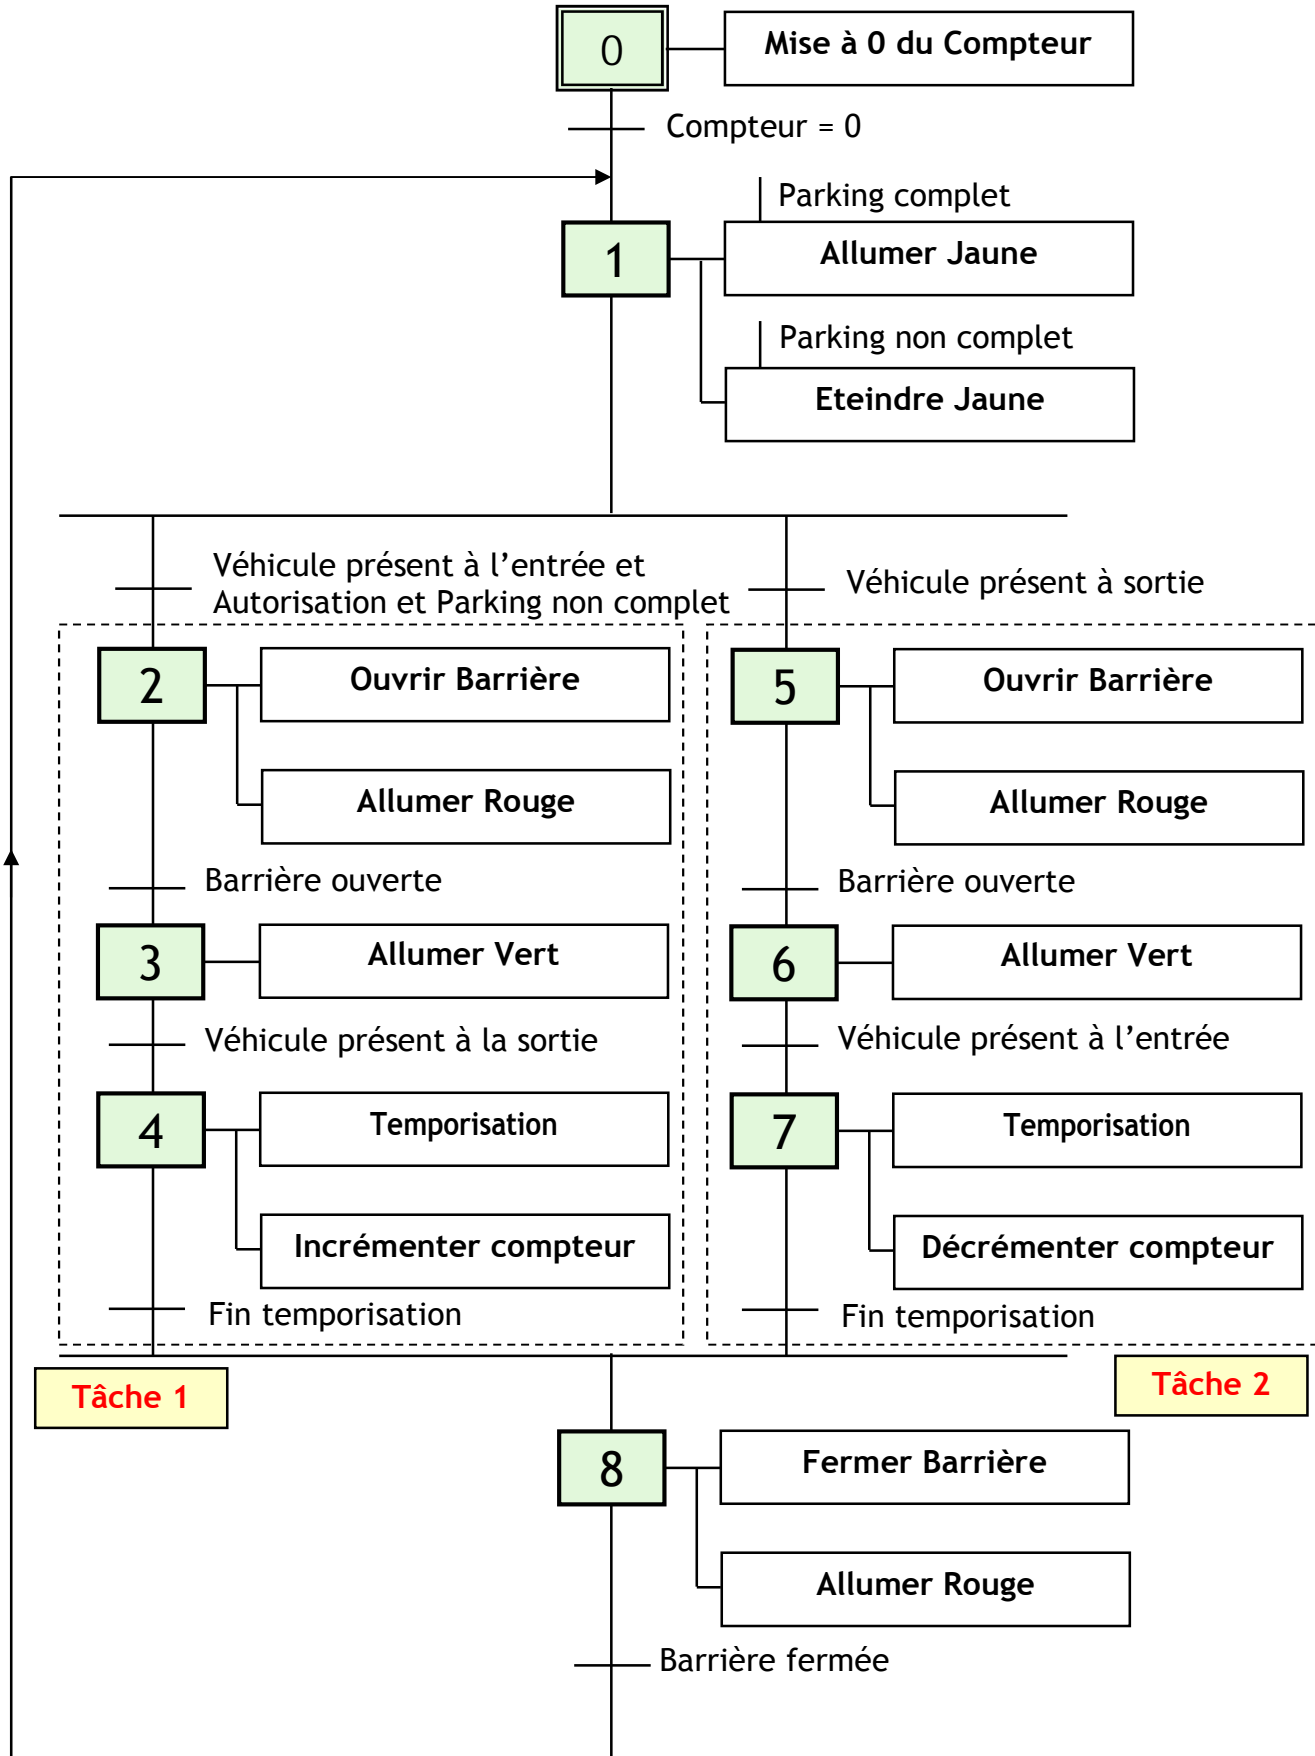 0
Mise à 0 du Compteur
Compteur = 0
Parking complet
1
Allumer Jaune
Parking non complet
Eteindre Jaune
Véhicule présent à l'entrée et
Autorisation et Parking non complet
Véhicule présent à sortie
2
Ouvrir Barrière
5
Ouvrir Barrière
Allumer Rouge
Allumer Rouge
Barrière ouverte
Barrière ouverte
3
Allumer Vert
6
Allumer Vert
Véhicule présent à la sortie
Véhicule présent à l'entrée
4
Temporisation
7
Temporisation
Incrémenter compteur
Décrémenter compteur
Fin temporisation
Fin temporisation
Tâche 1
Tâche 2
8
Fermer Barrière
Allumer Rouge
Barrière fermée